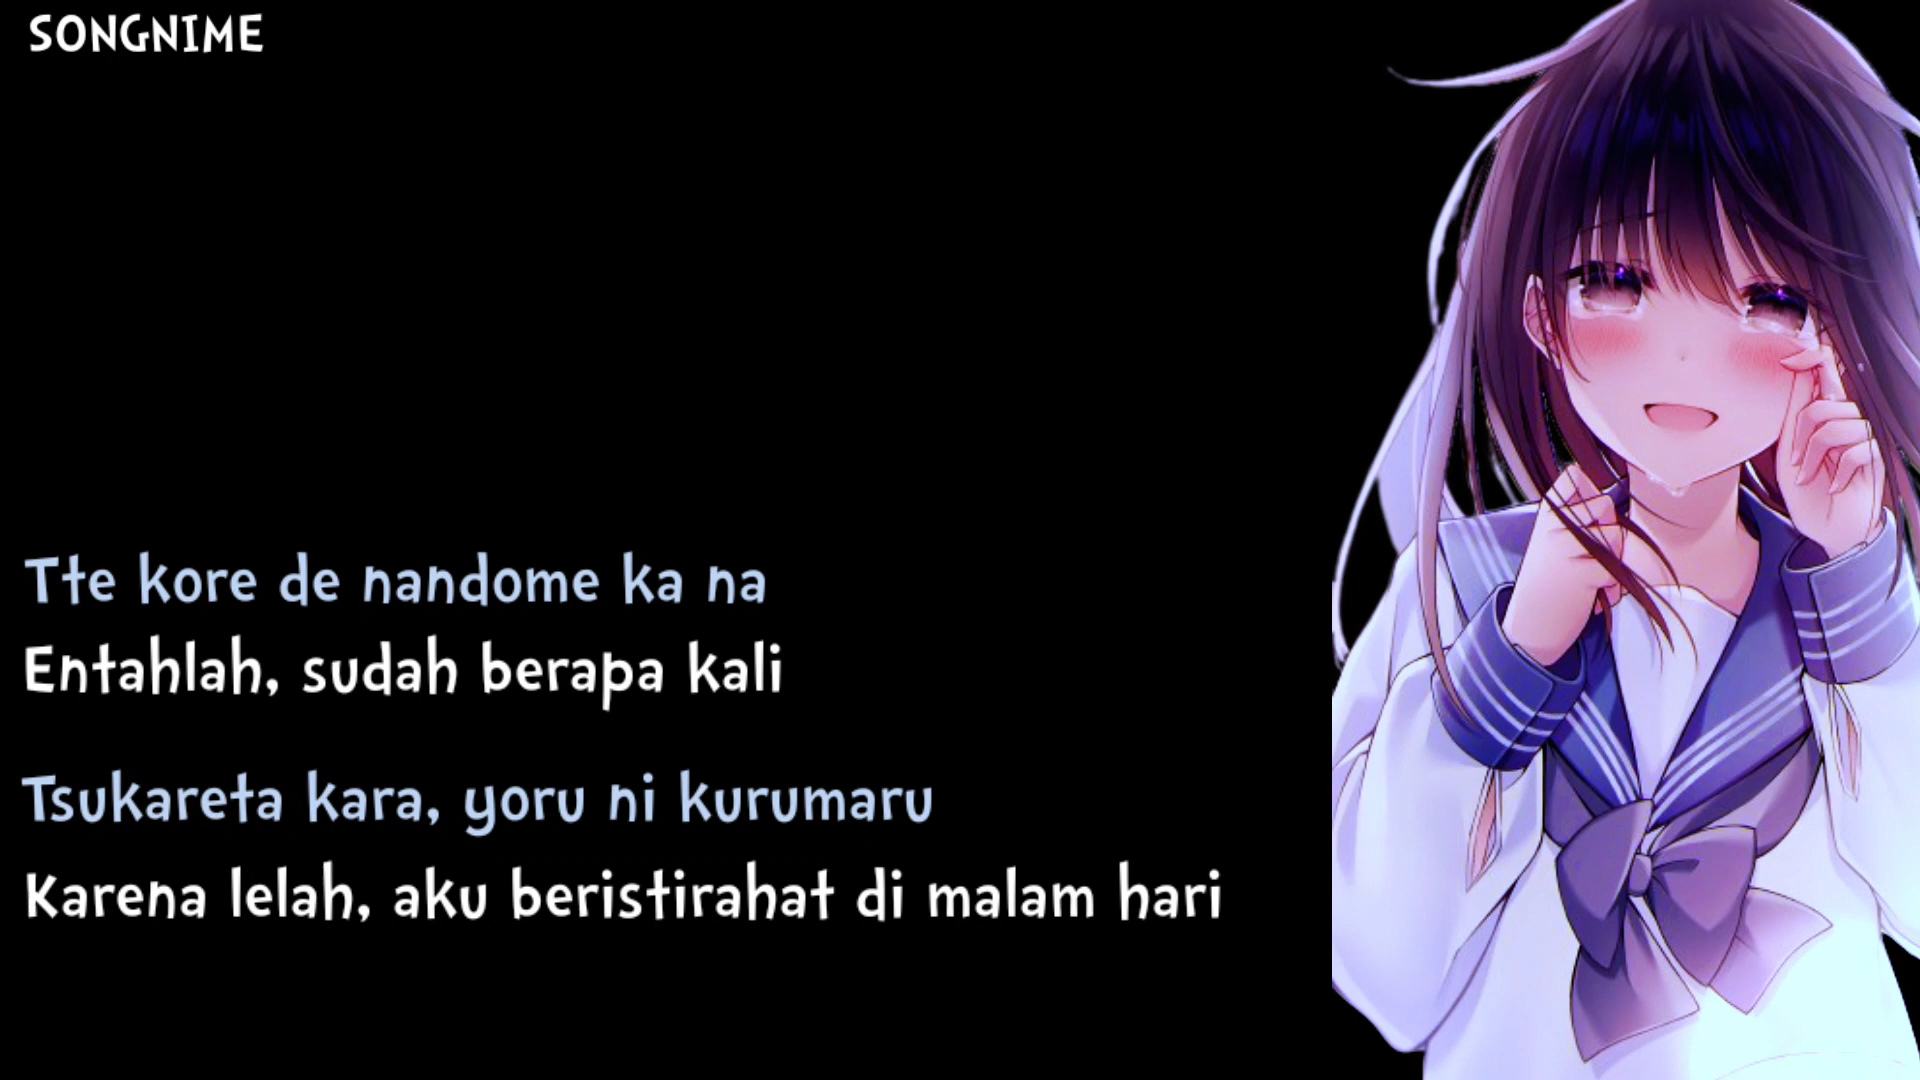 SONGNIME
Tte kore de nandome ka na
Entahlah, sudah berapa kali
Tsukareta kara, yoru ni kurumaru
Karena lelah, aku beristirahat di malam hari